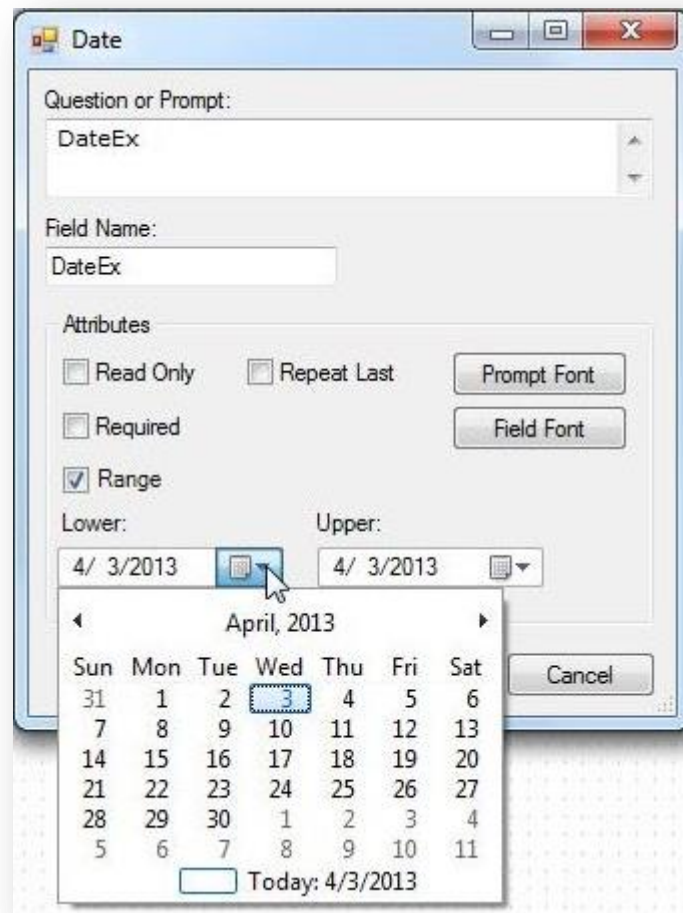 Date
Question or Prompt:
DateEx
Field Name:
DateEx
Attributes
Read Only Repeat Last Prompt Font
Required Field Font
Range
Lower: Upper:
4/ 3/2013 4/ 3/2013
April, 2013
Sun Mon Tue Wed Thu Fri Sat
31 1 2 3 4 5 6
7 8 9 10 11 12 13
14 15 16 17 18 19 20
21 22 23 24 25 26 27
28 29 30 1 2 3 4
5 6 7 8 9 10 11
Today: 4/3/2013
Cancel